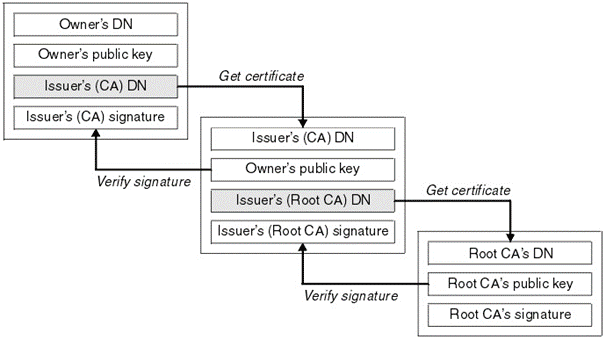 Owner's DN
Owner's public key
Issuer's (CA) DN
Issuer's (CA) signature
Get certificate
Verify signature
Issuer's (CA) DN
Owner's public key
Issuer's (Root CA) DN
Issuer's (Root CA) signature
Get certificate
Verify signature
Root CA's DN
Root CA's public key
Root CA's signature